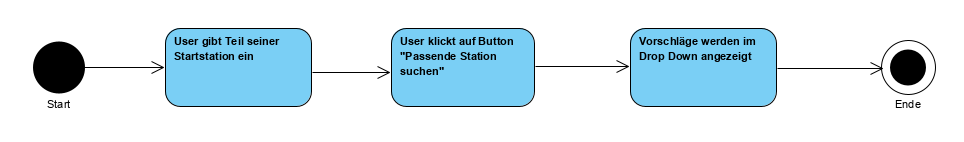 Start
User gibt Teil seiner
Startstation ein
User klickt auf Button
"Passende Station
suchen"
Vorschläge werden im
Drop Down angezeigt
Ende